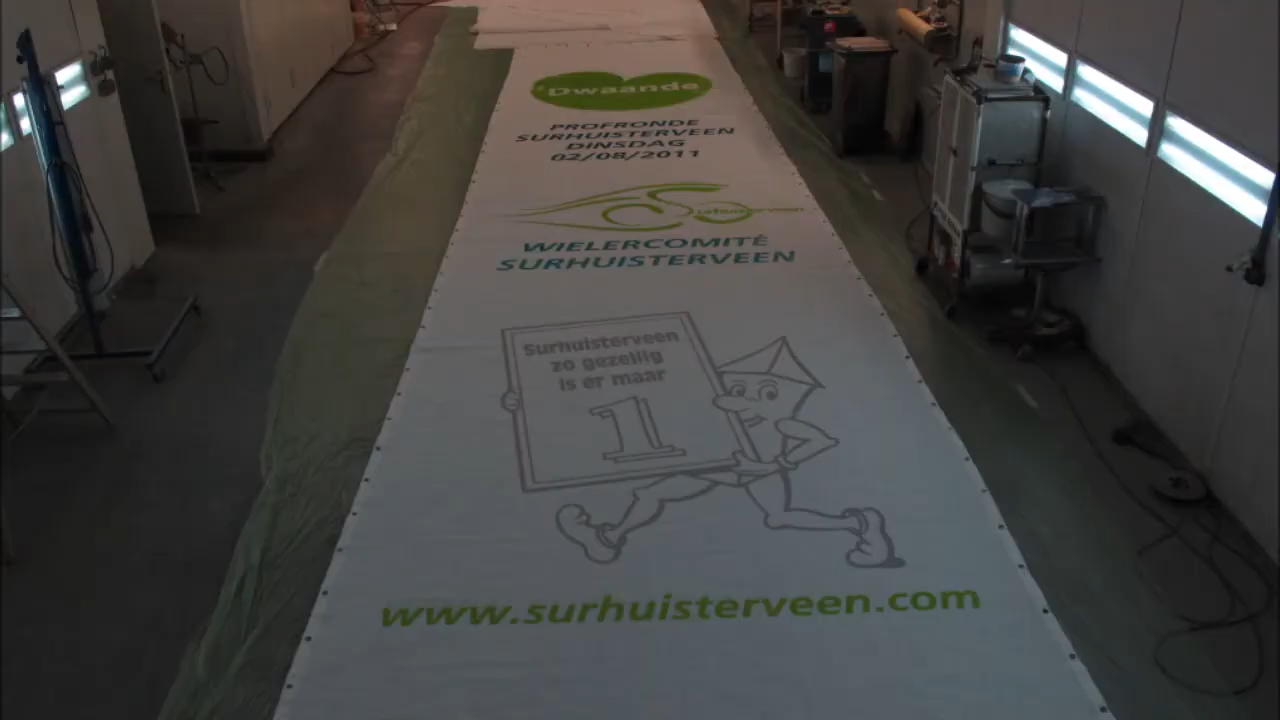 'Dwaande
PROFRONDE
SURHUISTERVEEN
DINSDAG
02/08/2011
surhuisterveen
WIELERCOMITÉ
SURHUISTERVEEN
Surhuisterveen
zo gezellig
is er maar
1
www.surhuisterveen.com